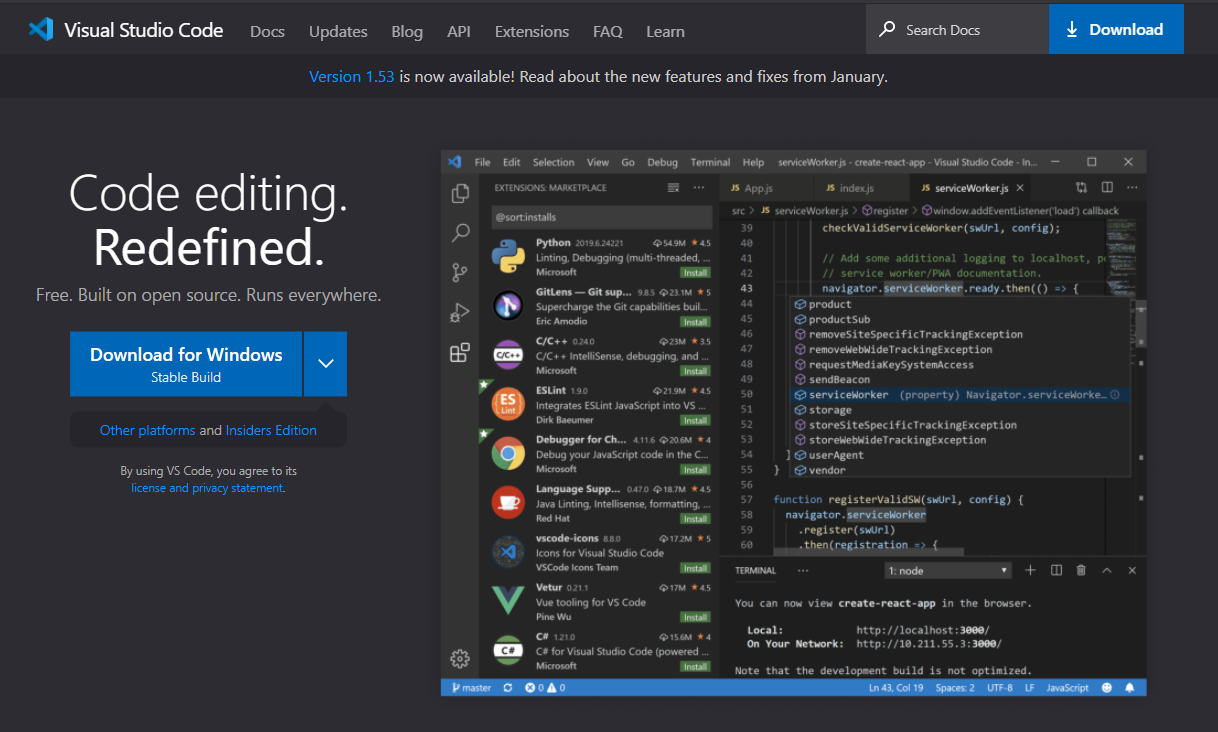 Visual Studio Code Docs Updates Blog API Extensions FAQ Learn Search Docs Download
Version 1.53 is now available! Read about the new features and fixes from January.
Code editing.
Redefined.
Free. Built on open source. Runs everywhere.
Download for Windows
Stable Build
Other platforms and Insiders Edition
By using VS Code, you agree to its
license and privacy statement.
File Edit Selection View Go Debug Terminal Help serviceWorker.js - create-react-app - Visual Studio Code - In...
EXTENSIONS: MARKETPLACE
@sort:installs
Python 2019.6.24221 54.9M ★ 4.5
Linting, Debugging (multi-threaded, ...
Microsoft Install
GitLens — Git sup... 9.8.5 23.1M ★ 5
Supercharge the Git capabilities buil...
Eric Amodio Install
C/C++
C/C++ 0.24.0 23M ★ 3.5
C/C++ IntelliSense, debugging, and ...
Microsoft Install
ES
Lint
ESLint 1.9.0 21.9M ★ 4.5
Integrates ESLint JavaScript into VS ...
Dirk Baeumer Install
Debugger for Ch... 4.11.6 20.6M ★ 4
Debug your JavaScript code in the C...
Microsoft Install
Language Supp... 0.47.0 18.7M ★ 4.5
Java Linting, Intellisense, formatting, ...
Red Hat Install
vscode-icons 8.8.0 17.2M ★ 5
Icons for Visual Studio Code
VSCode Icons Team Install
Vetur 0.21.1 17M ★ 4.5
Vue tooling for VS Code
Pine Wu Install
C#
C# 1.21.0 15.6M ★ 4
C# for Visual Studio Code (powered ...
Microsoft Install
JS App.js JS index.js JS serviceWorker.js
src > JS serviceWorker.js > register > window.addEventListener('load') callback
39 checkValidServiceWorker(swUrl, config);
40
41 // Add some additional logging to localhost, po
42 // service worker/PWA documentation.
43 navigator.serviceWorker.ready.then(() => {
44 product
45 productSub
46 removeSiteSpecificTrackingException
47 removeWebWideTrackingException
48 requestMediaKeySystemAccess
49 sendBeacon
50 serviceWorker (property) Navigator.serviceWorke...
51 storage
52 storeSiteSpecificTrackingException
53 storeWebWideTrackingException
54 } userAgent
55 } vendor
56
57 function registerValidSW(swUrl, config) {
58 navigator.serviceWorker
59 .register(swUrl)
60 .then(registration => {
TERMINAL ... 1: node
You can now view create-react-app in the browser.
Local: http://localhost:3000/
On Your Network: http://10.211.55.3:3000/
Note that the development build is not optimized.
master 0 0 Ln 43, Col 19 Spaces: 2 UTF-8 LF JavaScript